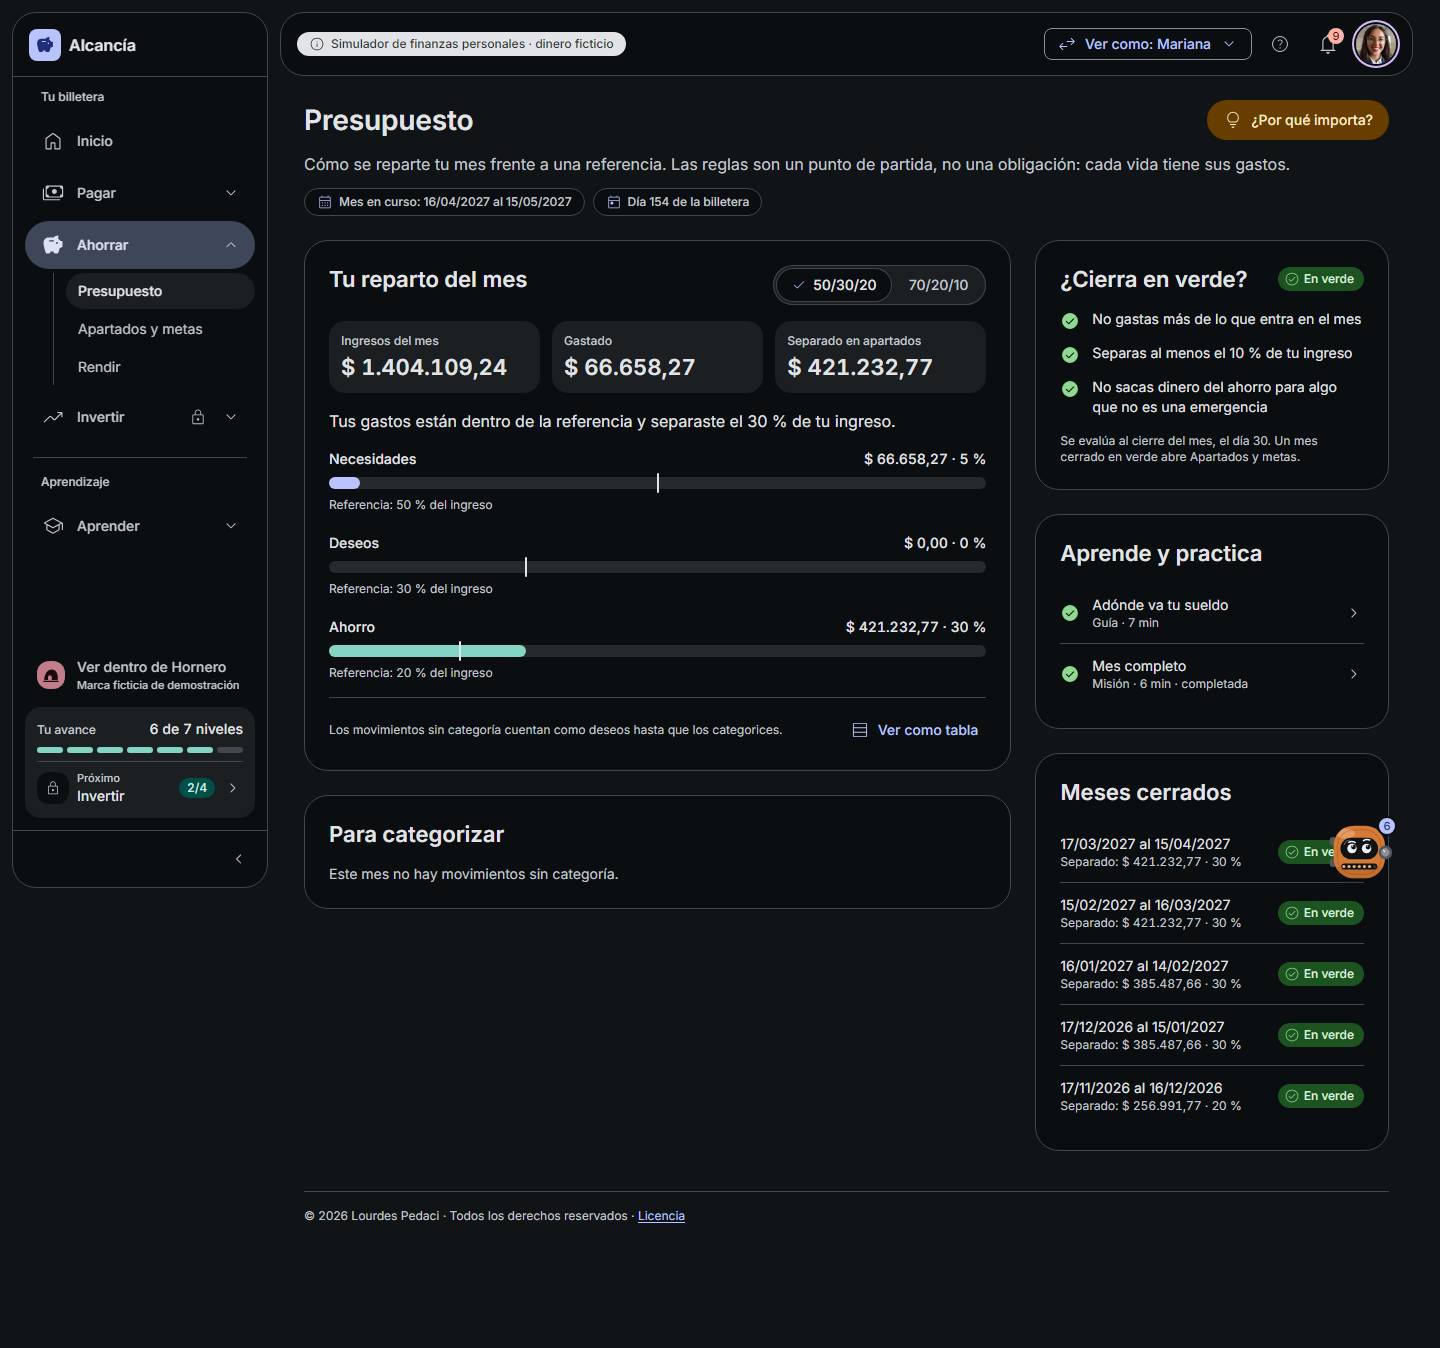 Alcancía
Tu billetera
Inicio
Pagar
Ahorrar
Presupuesto
Apartados y metas
Rendir
Invertir
Aprendizaje
Aprender
Ver dentro de Hornero
Marca ficticia de demostración
Tu avance
6 de 7 niveles
Próximo
Invertir
2/4
Simulador de finanzas personales · dinero ficticio
Ver como: Mariana
9
Presupuesto
¿Por qué importa?
Cómo se reparte tu mes frente a una referencia. Las reglas son un punto de partida, no una obligación: cada vida tiene sus gastos.
Mes en curso: 16/04/2027 al 15/05/2027
Día 154 de la billetera
Tu reparto del mes
50/30/20
70/20/10
Ingresos del mes
$ 1.404.109,24
Gastado
$ 66.658,27
Separado en apartados
$ 421.232,77
Tus gastos están dentro de la referencia y separaste el 30 % de tu ingreso.
Necesidades
$ 66.658,27 · 5 %
Referencia: 50 % del ingreso
Deseos
$ 0,00 · 0 %
Referencia: 30 % del ingreso
Ahorro
$ 421.232,77 · 30 %
Referencia: 20 % del ingreso
Los movimientos sin categoría cuentan como deseos hasta que los categorices.
Ver como tabla
Para categorizar
Este mes no hay movimientos sin categoría.
¿Cierra en verde?
En verde
No gastas más de lo que entra en el mes
Separas al menos el 10 % de tu ingreso
No sacas dinero del ahorro para algo
que no es una emergencia
Se evalúa al cierre del mes, el día 30. Un mes
cerrado en verde abre Apartados y metas.
Aprende y practica
Adónde va tu sueldo
Guía · 7 min
Mes completo
Misión · 6 min · completada
Meses cerrados
6
17/03/2027 al 15/04/2027
Separado: $ 421.232,77 · 30 %
En ve
15/02/2027 al 16/03/2027
Separado: $ 421.232,77 · 30 %
En verde
16/01/2027 al 14/02/2027
Separado: $ 385.487,66 · 30 %
En verde
17/12/2026 al 15/01/2027
Separado: $ 385.487,66 · 30 %
En verde
17/11/2026 al 16/12/2026
Separado: $ 256.991,77 · 20 %
En verde
© 2026 Lourdes Pedaci · Todos los derechos reservados · Licencia